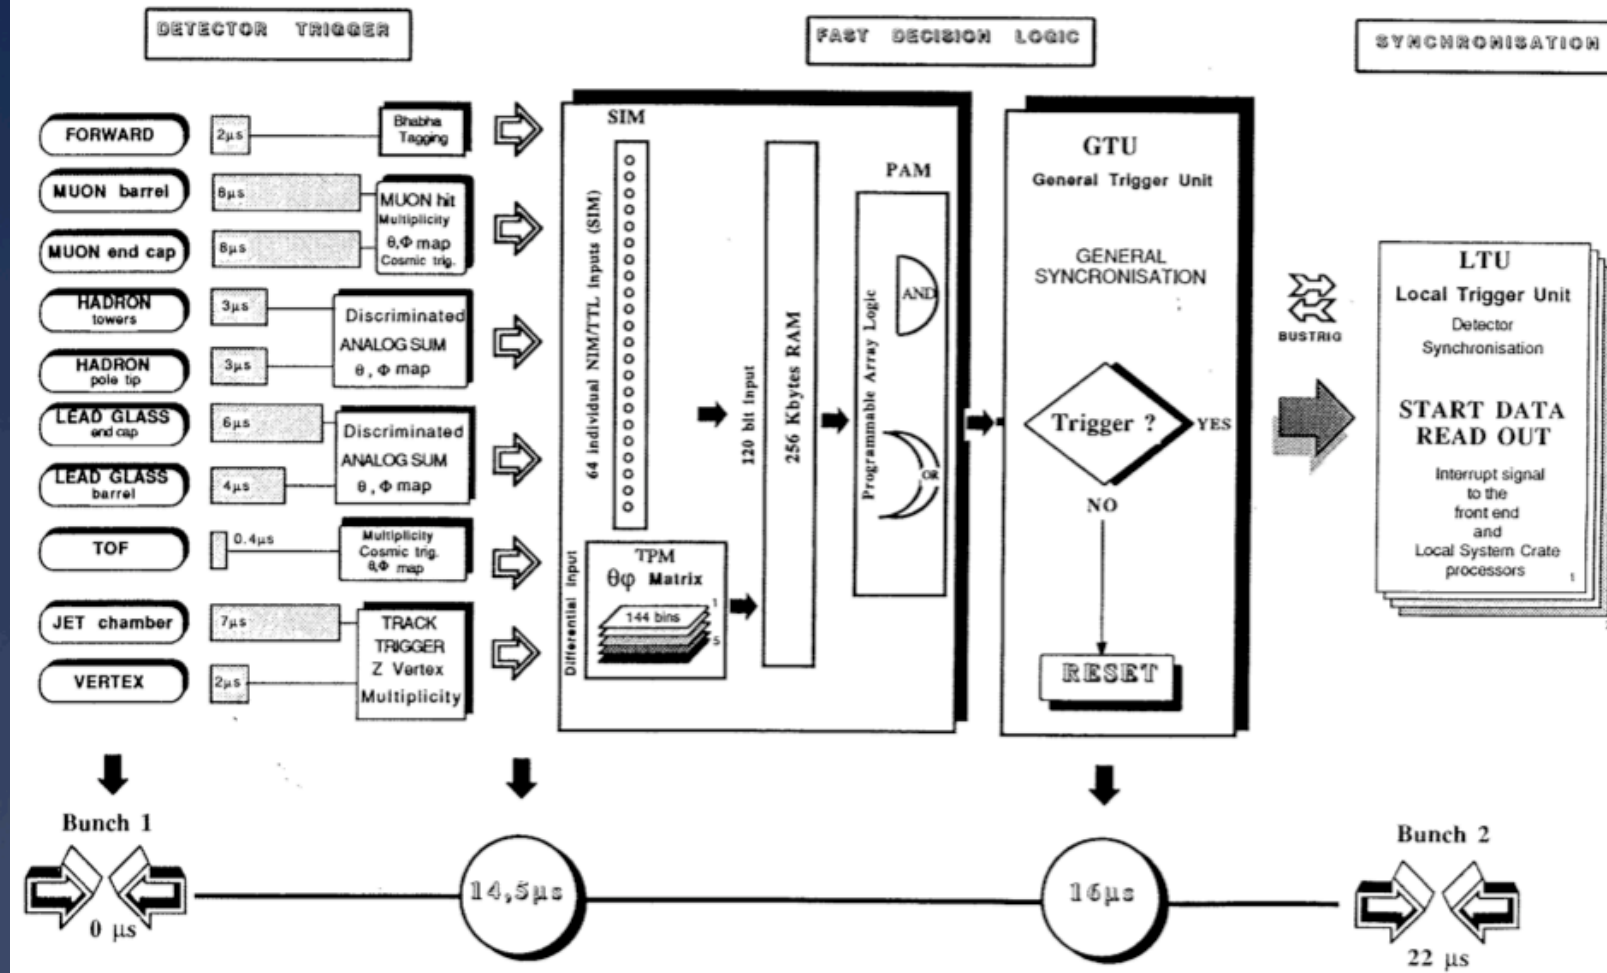 DETECTOR TRIGGER
FAST DECISION LOGIC
SYNCHRONISATION
FORWARD
2µs
Bhabha
Tagging
MUON barrel
8µs
MUON end cap
8µs
MUON hit
Multiplicity
θ,Φ map
Cosmic trig.
HADRON
towers
3µs
HADRON
pole tip
3µs
Discriminated
ANALOG SUM
θ, Φ map
LEAD GLASS
end cap
6µs
LEAD GLASS
barrel
4µs
Discriminated
ANALOG SUM
θ, Φ map
TOF
0.4µs
Multiplicity
Cosmic trig.
θ,Φ map
JET chamber
7µs
VERTEX
2µs
TRACK
TRIGGER
Z Vertex
Multiplicity
SIM
64 individual NIM/TTL inputs (SIM)
Differential input
TPM
θφ Matrix
144 bins
1
5
120 bit input
256 Kbytes RAM
PAM
Programmable Array Logic
AND
OR
GTU
General Trigger Unit
GENERAL
SYNCRONISATION
Trigger ?
YES
NO
RESET
BUSTRIG
LTU
Local Trigger Unit
Detector
Synchronisation
START DATA
READ OUT
Interrupt signal
to the
front end
and
Local System Crate
processors
1
Bunch 1
0 µs
14,5µs
16µs
Bunch 2
22 µs